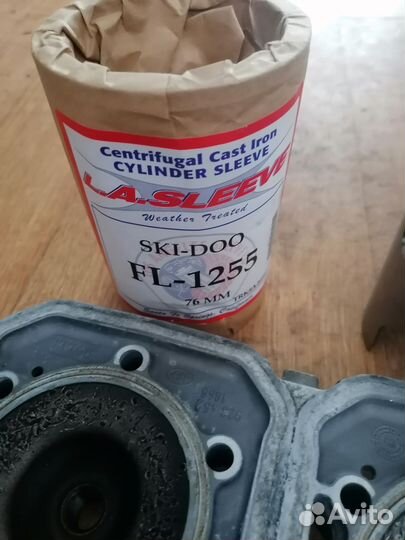 Centrifugal Cast Iron
CYLINDER SLEEVE
L.A.SLEEVE
Weather Treated
SKI-DOO
FL-1255
76 MM
Avito